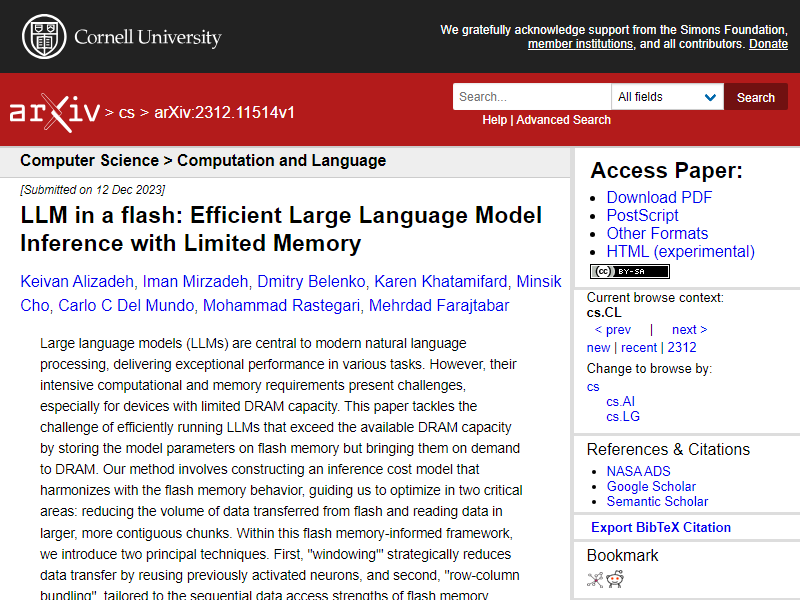 We gratefully acknowledge support from the Simons Foundation,
member institutions, and all contributors. Donate
Cornell University
arXiv > cs > arXiv:2312.11514v1
Search...
All fields
Search
Help | Advanced Search
Computer Science > Computation and Language
[Submitted on 12 Dec 2023]
LLM in a flash: Efficient Large Language Model
Inference with Limited Memory
Keivan Alizadeh, Iman Mirzadeh, Dmitry Belenko, Karen Khatamifard, Minsik
Cho, Carlo C Del Mundo, Mohammad Rastegari, Mehrdad Farajtabar
Large language models (LLMs) are central to modern natural language
processing, delivering exceptional performance in various tasks. However, their
intensive computational and memory requirements present challenges,
especially for devices with limited DRAM capacity. This paper tackles the
challenge of efficiently running LLMs that exceed the available DRAM capacity
by storing the model parameters on flash memory but bringing them on demand
to DRAM. Our method involves constructing an inference cost model that
harmonizes with the flash memory behavior, guiding us to optimize in two critical
areas: reducing the volume of data transferred from flash and reading data in
larger, more contiguous chunks. Within this flash memory-informed framework,
we introduce two principal techniques. First, "windowing'" strategically reduces
data transfer by reusing previously activated neurons, and second, "row-column
bundling", tailored to the sequential data access strengths of flash memory
Access Paper:
Download PDF
PostScript
Other Formats
HTML (experimental)
(cc) BY-SA
Current browse context:
cs.CL
< prev | next >
new | recent | 2312
Change to browse by:
cs
cs.AI
cs.LG
References & Citations
NASA ADS
Google Scholar
Semantic Scholar
Export BibTeX Citation
Bookmark